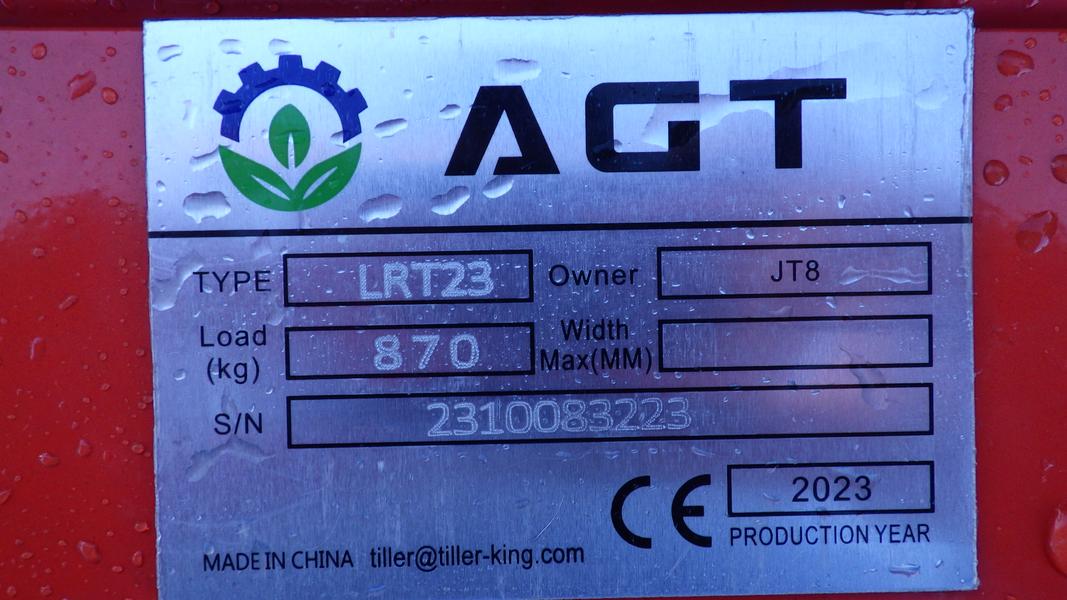 AGT
TYPE LRT23 Owner JT8
Load (kg) 870 Width Max(MM)
S/N 2310083223
CE 2023
PRODUCTION YEAR
MADE IN CHINA tiller@tiller-king.com